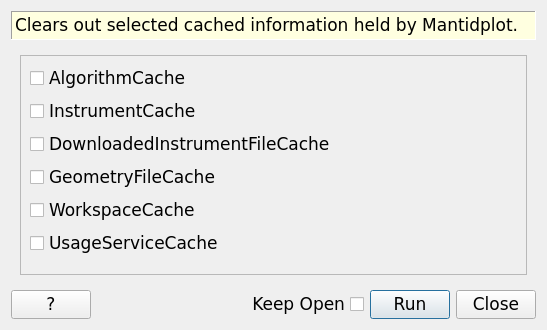 Clears out selected cached information held by Mantidplot.
AlgorithmCache
InstrumentCache
DownloadedInstrumentFileCache
GeometryFileCache
WorkspaceCache
UsageServiceCache
? Keep Open Run Close